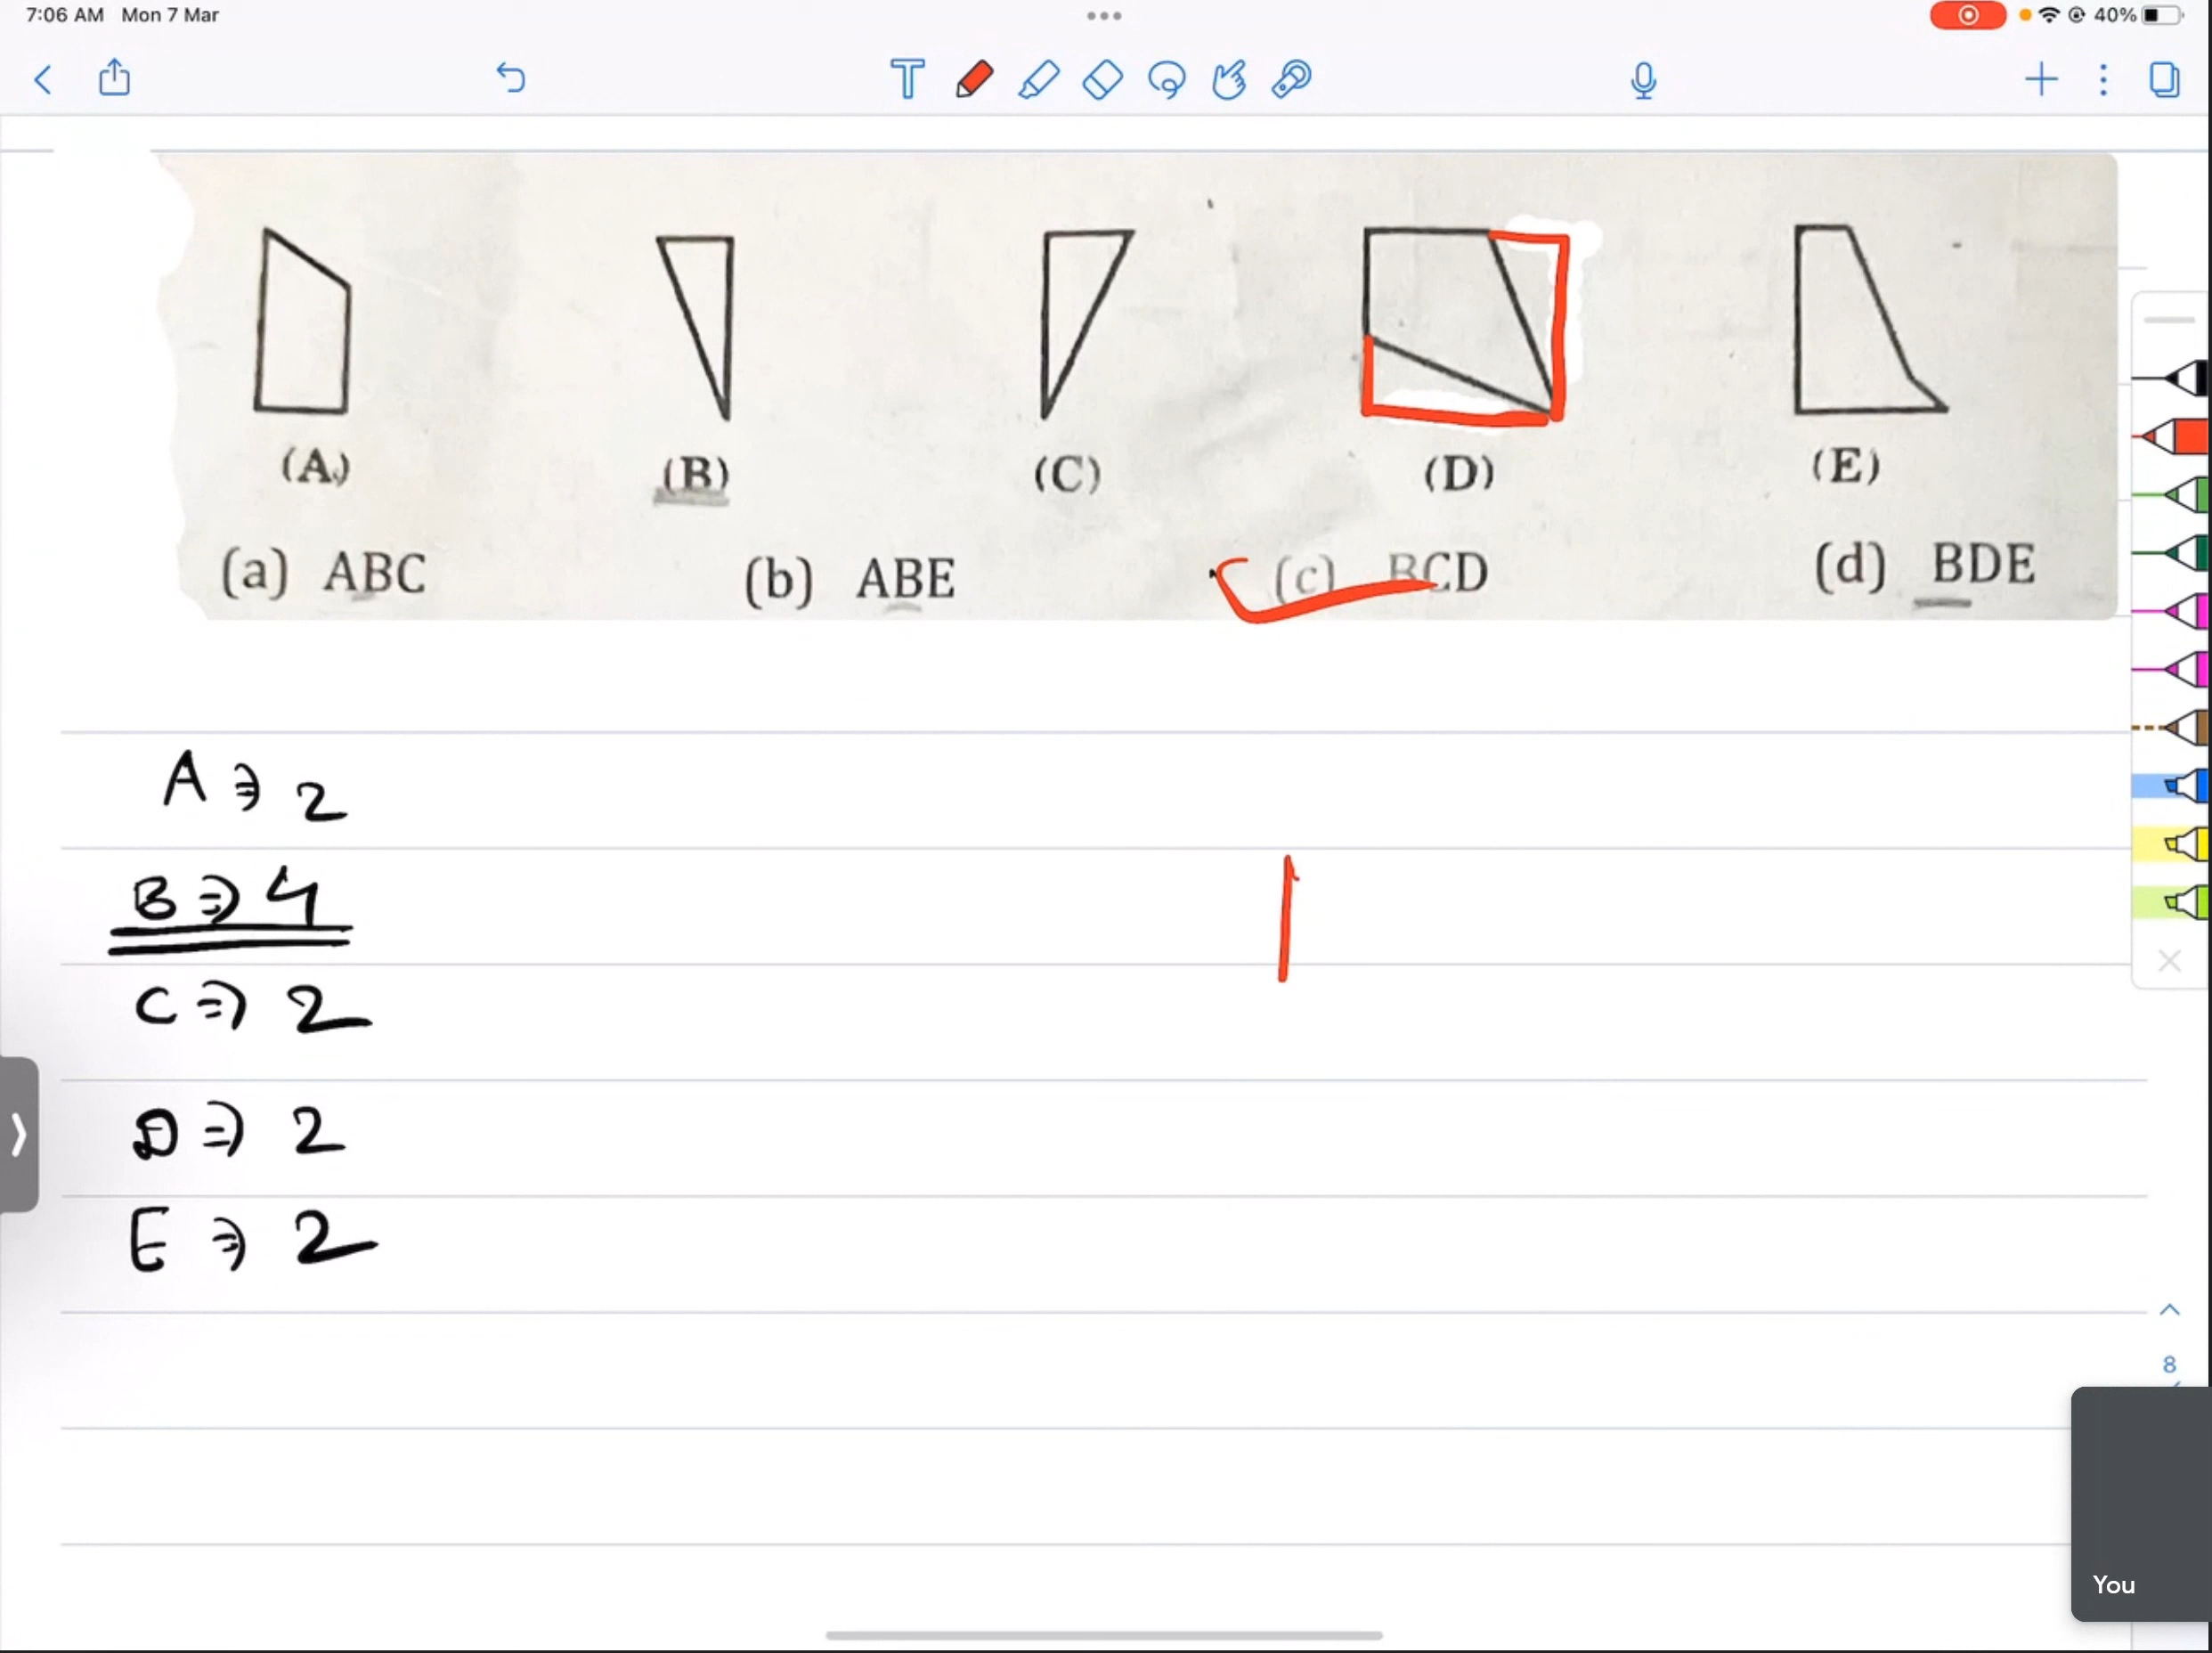 7:06 AM Mon 7 Mar
40%
(A) (B) (C) (D) (E)
(a) ABC (b) ABE (c) BCD (d) BDE
A ⇒ 2
B ⇒ 4
C ⇒ 2
D ⇒ 2
E ⇒ 2
8
You